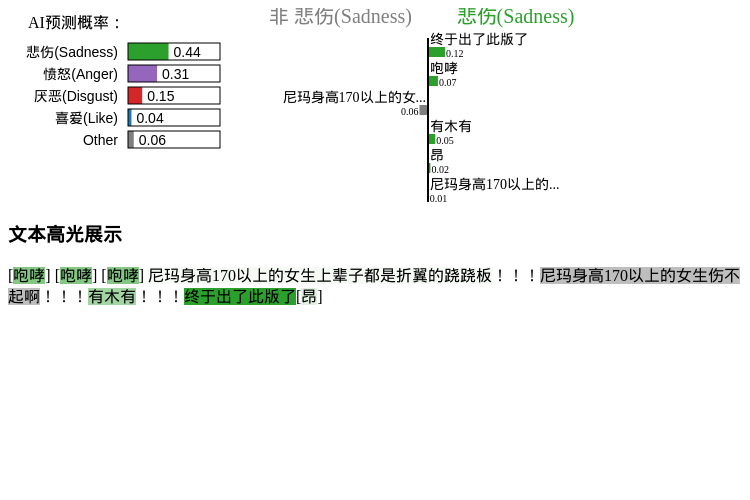 AI预测概率：
悲伤(Sadness) 0.44
愤怒(Anger) 0.31
厌恶(Disgust) 0.15
喜爱(Like) 0.04
Other 0.06
非 悲伤(Sadness) 悲伤(Sadness)
终于出了此版了
0.12
咆哮
0.07
尼玛身高170以上的女...
0.06
有木有
0.05
昂
0.02
尼玛身高170以上的...
0.01
文本高光展示
[咆哮] [咆哮] [咆哮] 尼玛身高170以上的女生上辈子都是折翼的跷跷板！！！尼玛身高170以上的女生伤不
起啊！！！有木有！！！终于出了此版了[昂]